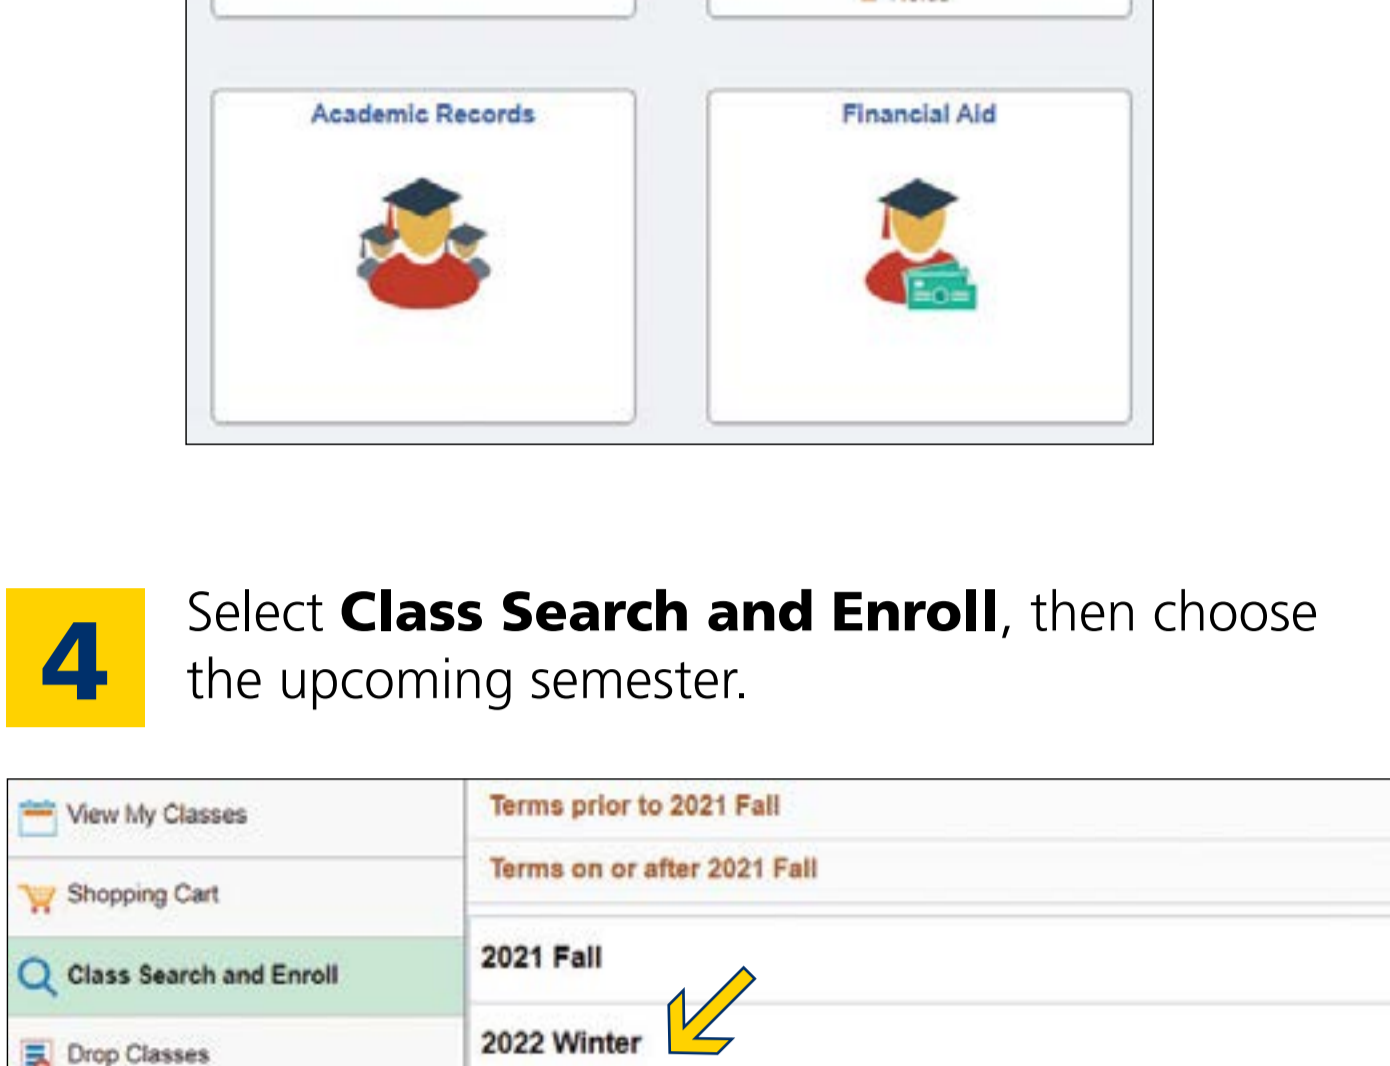 Academic Records
Financial Aid
4
Select Class Search and Enroll, then choose
the upcoming semester.
View My Classes
Shopping Cart
Class Search and Enroll
Drop Classes
Terms prior to 2021 Fall
Terms on or after 2021 Fall
2021 Fall
2022 Winter